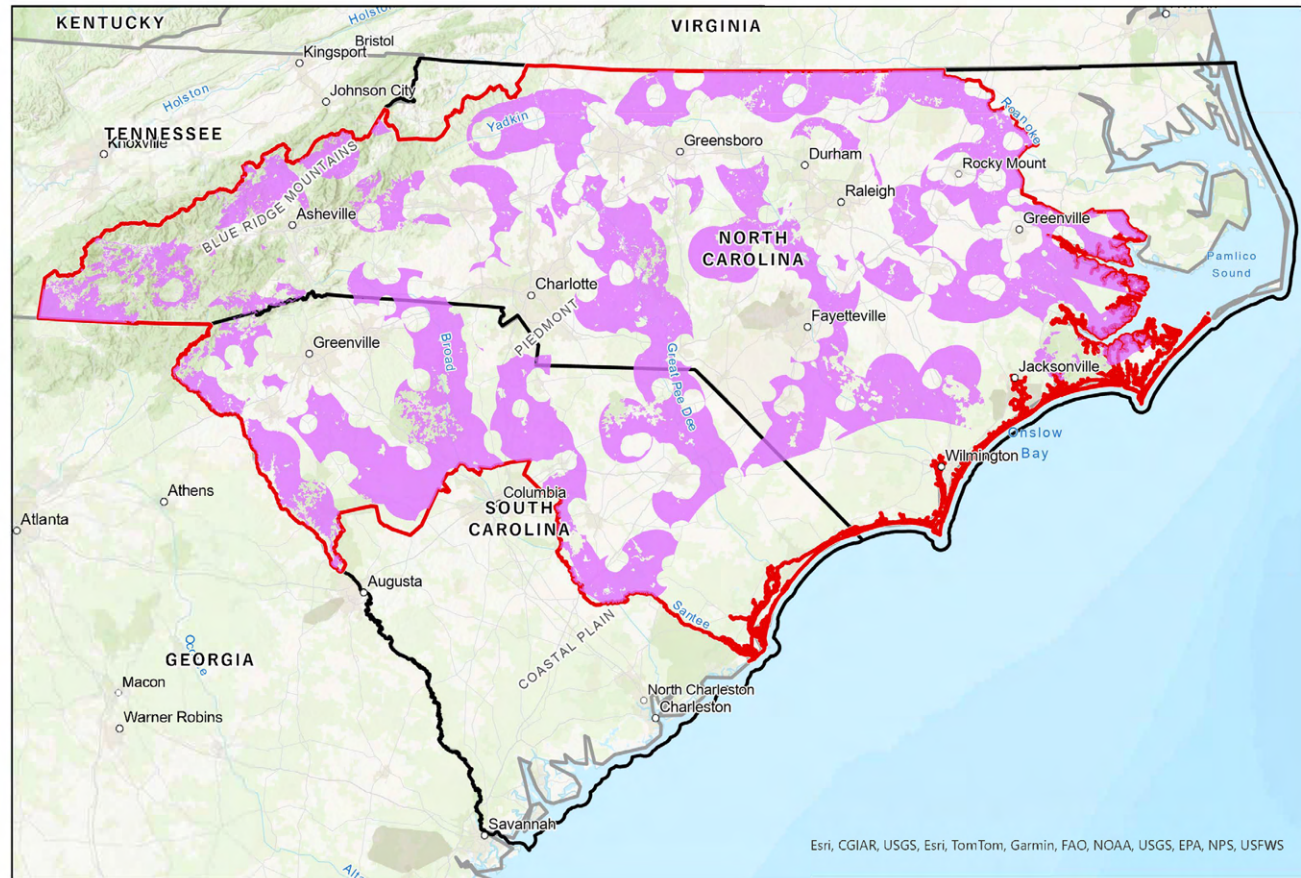 KENTUCKY
VIRGINIA
Holston
Bristol
Kingsport
Johnson City
Holston
TENNESSEE
Knoxville
Yadkin
Roanoke
Greensboro
Durham
Rocky Mount
Raleigh
BLUE RIDGE MOUNTAINS
Asheville
Greenville
NORTH
CAROLINA
Pamlico
Sound
Charlotte
PIEDMONT
Fayetteville
Greenville
Broad
Great Pee Dee
Jacksonville
Onslow
Bay
Wilmington
Athens
Columbia
SOUTH
CAROLINA
Atlanta
Augusta
Santee
COASTAL PLAIN
GEORGIA
Macon
North Charleston
Charleston
Warner Robins
Savannah
Esri, CGIAR, USGS, Esri, TomTom, Garmin, FAO, NOAA, USGS, EPA, NPS, USFWS